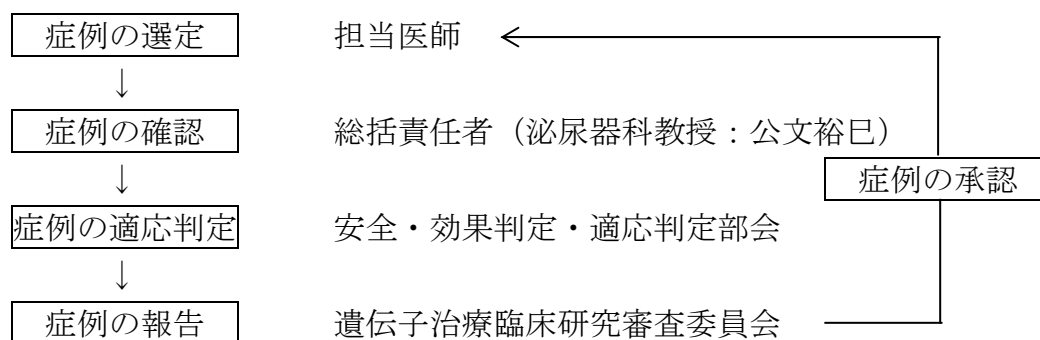 症例の選定 担当医師
↓
症例の確認 総括責任者（泌尿器科教授：公文裕巳）
↓
症例の承認
症例の適応判定 安全・効果判定・適応判定部会
↓
症例の報告 遺伝子治療臨床研究審査委員会